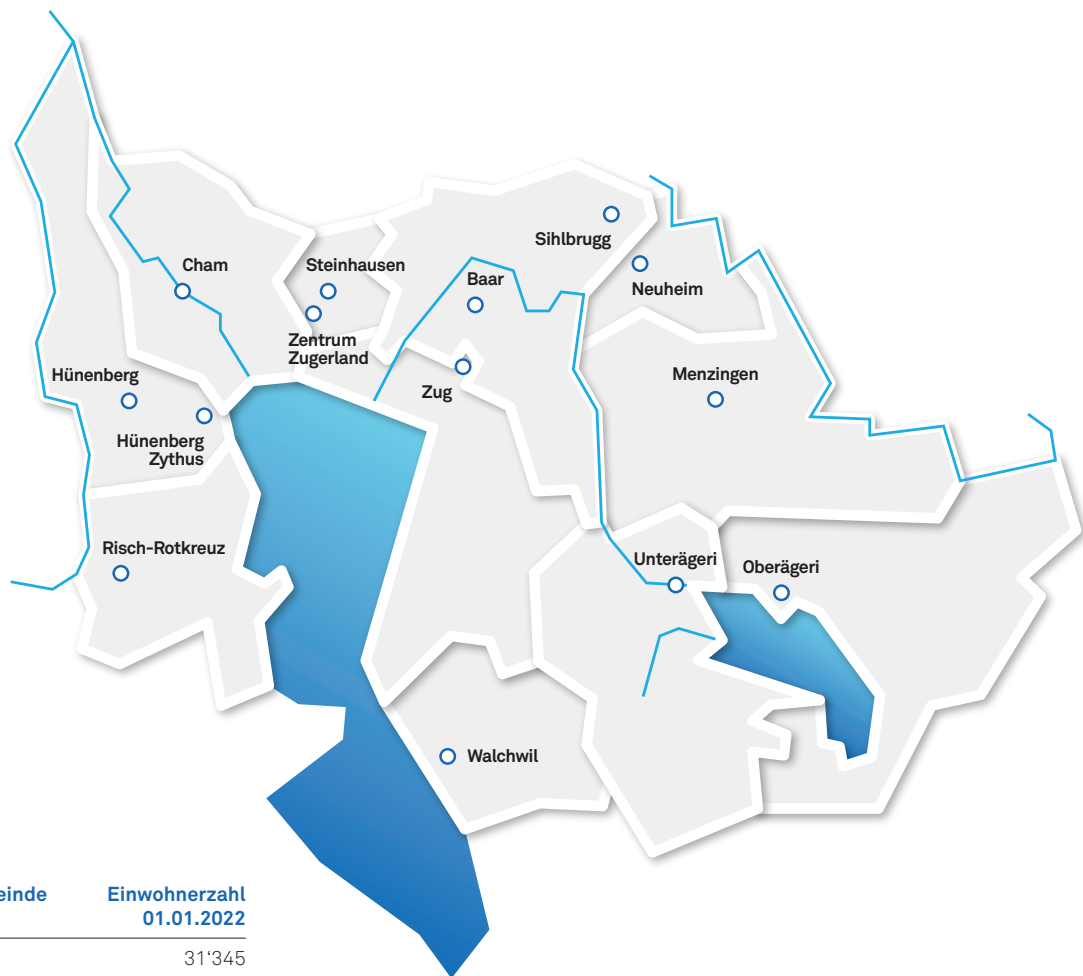 Sihlbrugg
Cham
Steinhausen
Baar
Neuheim
Zentrum
Zugerland
Hünenberg
Zug
Menzingen
Hünenberg
Zythus
Risch-Rotkreuz
Unterägeri
Oberägeri
Walchwil
einde Einwohnerzahl
01.01.2022
31‘345